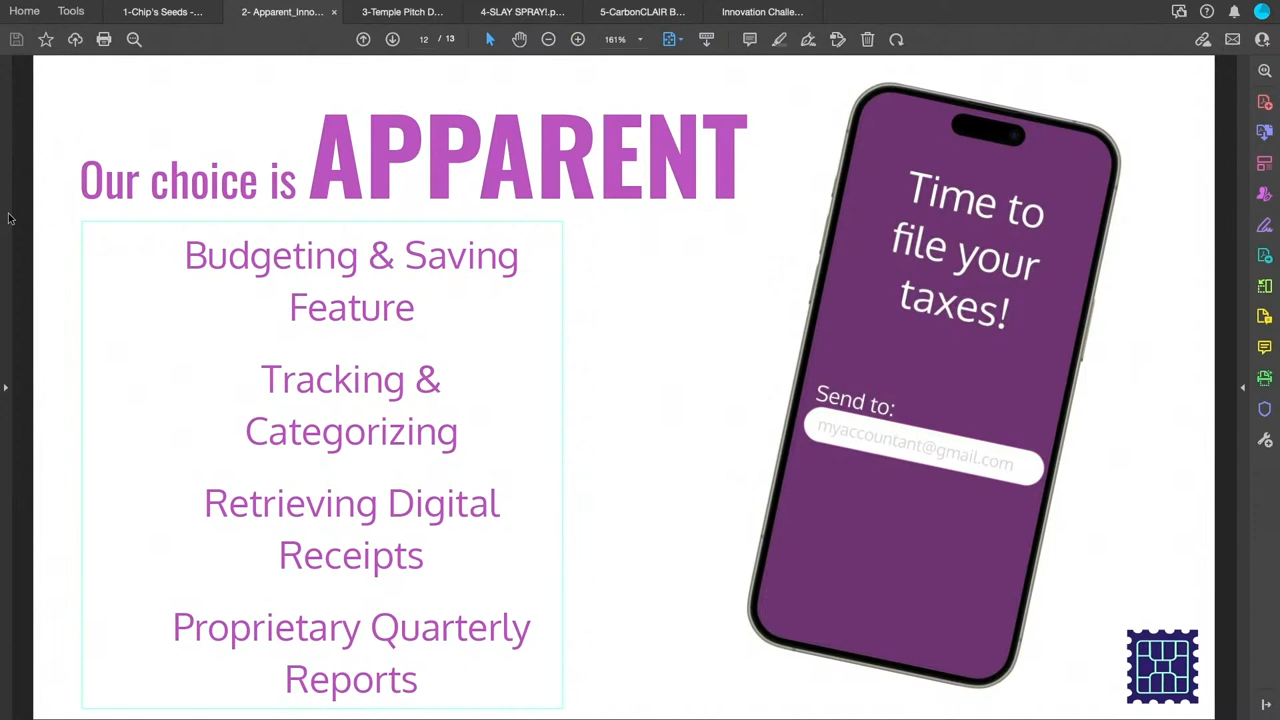 Home
Tools
1-Chip's Seeds -...
2- Apparent_Inno...
×
3-Temple Pitch D...
4-SLAY SPRAY!.p...
5-CarbonCLAIR B...
Innovation Challe...
12 / 13
161%
Our choice is APPARENT
Budgeting & Saving
Feature
Tracking &
Categorizing
Retrieving Digital
Receipts
Proprietary Quarterly
Reports
Time to
file your
taxes!
Send to:
myaccountant@gmail.com